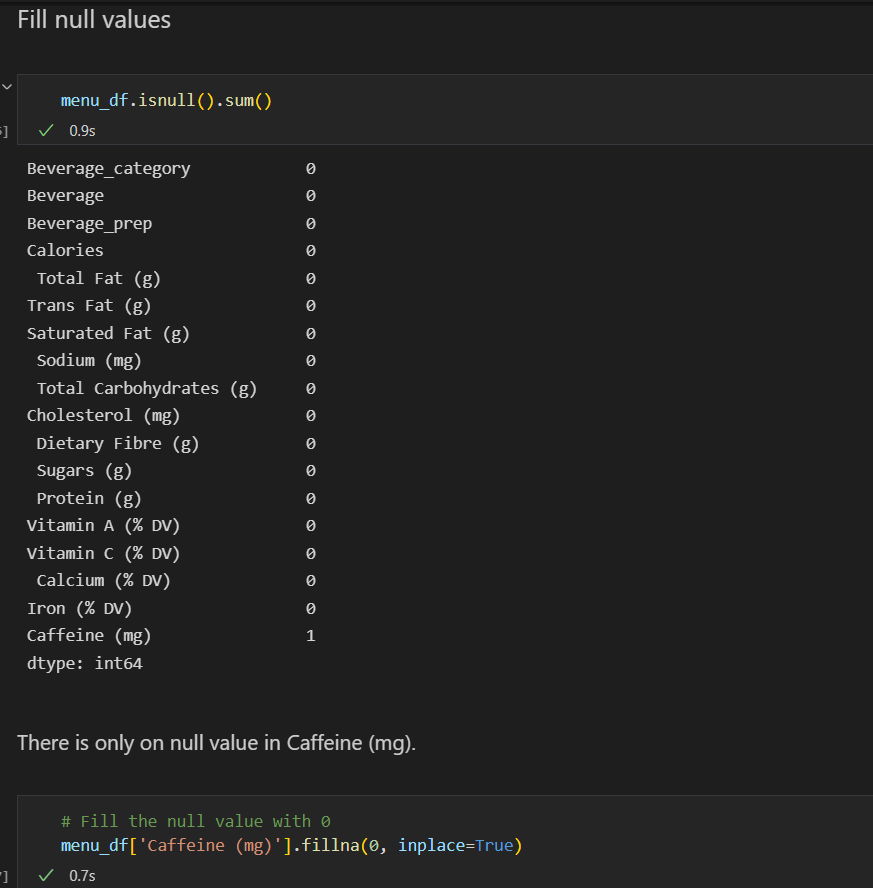 Fill null values
menu_df.isnull().sum()
0.9s
Beverage_category 0
Beverage 0
Beverage_prep 0
Calories 0
Total Fat (g) 0
Trans Fat (g) 0
Saturated Fat (g) 0
Sodium (mg) 0
Total Carbohydrates (g) 0
Cholesterol (mg) 0
Dietary Fibre (g) 0
Sugars (g) 0
Protein (g) 0
Vitamin A (% DV) 0
Vitamin C (% DV) 0
Calcium (% DV) 0
Iron (% DV) 0
Caffeine (mg) 1
dtype: int64
There is only on null value in Caffeine (mg).
# Fill the null value with 0
menu_df['Caffeine (mg)'].fillna(0, inplace=True)
0.7s